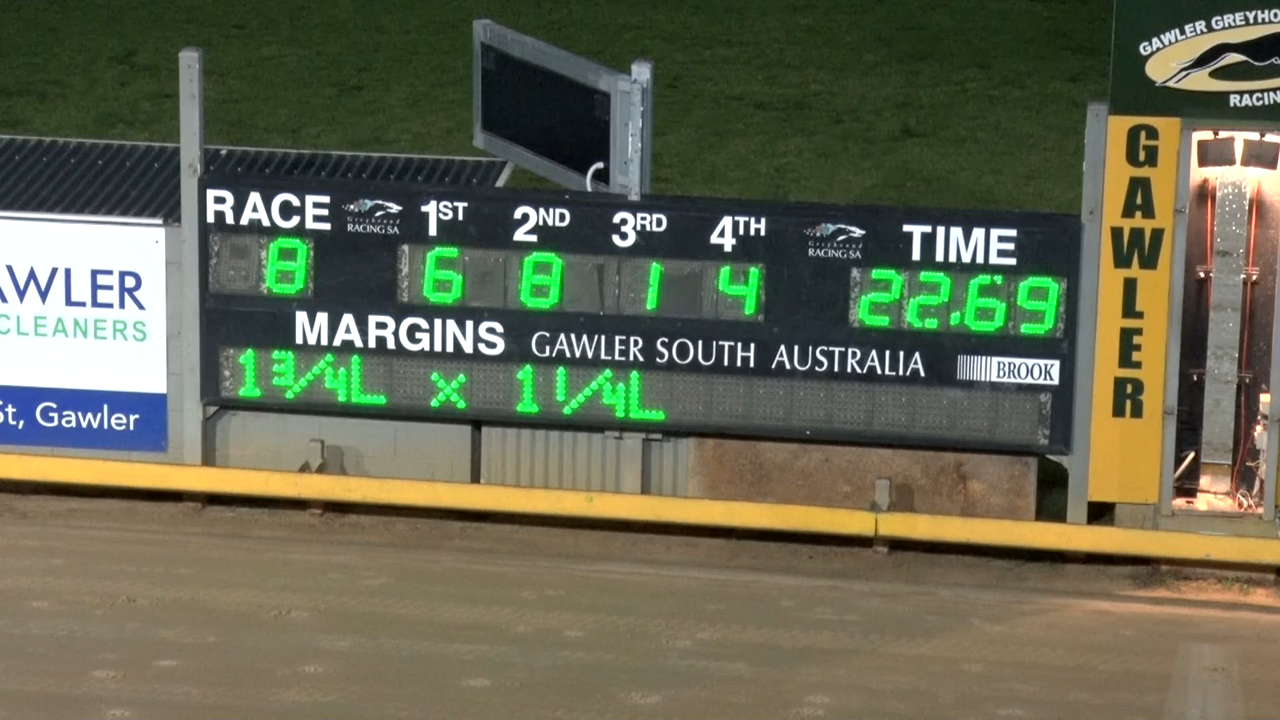 GAWLER GREYHO
RACIN
GAWLER
RACE 1ST 2ND 3RD 4TH TIME
Greyhound RACING SA
Greyhound RACING SA
8 6 8 1 4 22.69
MARGINS GAWLER SOUTH AUSTRALIA BROOK
1 3/4L x 1 1/4L
AWLER
CLEANERS
St, Gawler